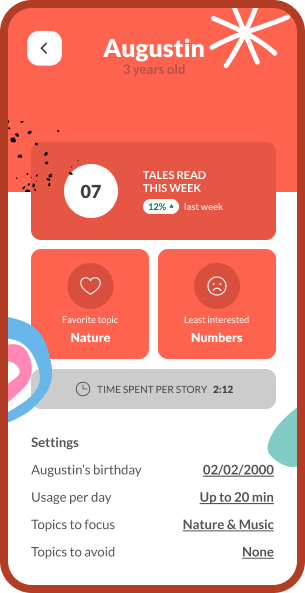 Augustin
3 years old
07
TALES READ
THIS WEEK
12% ▲ last week
Favorite topic
Nature
Least interested
Numbers
TIME SPENT PER STORY 2:12
Settings
Augustin's birthday 02/02/2000
Usage per day Up to 20 min
Topics to focus Nature & Music
Topics to avoid None